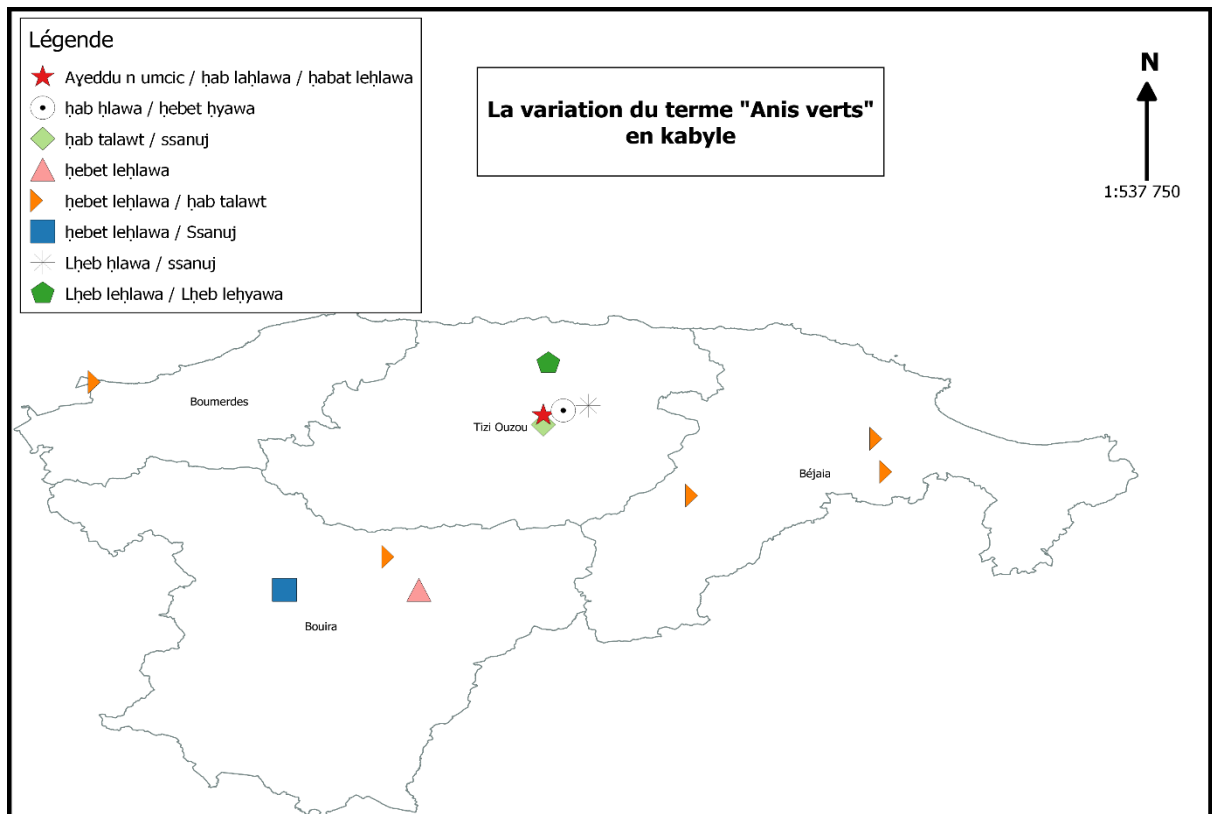 Légende
Aɣeddu n umcic / ḥab laḥlawa / ḥabat leḥlawa
ḥab ḥlawa / ḥebet ḥyawa
ḥab talawt / ssanuj
ḥebet leḥlawa
ḥebet leḥlawa / ḥab talawt
ḥebet leḥlawa / Ssanuj
Lḥeb ḥlawa / ssanuj
Lḥeb leḥlawa / Lḥeb leḥyawa
La variation du terme "Anis verts"
en kabyle
N
1:537 750
Boumerdes
Tizi Ouzou
Béjaia
Bouira